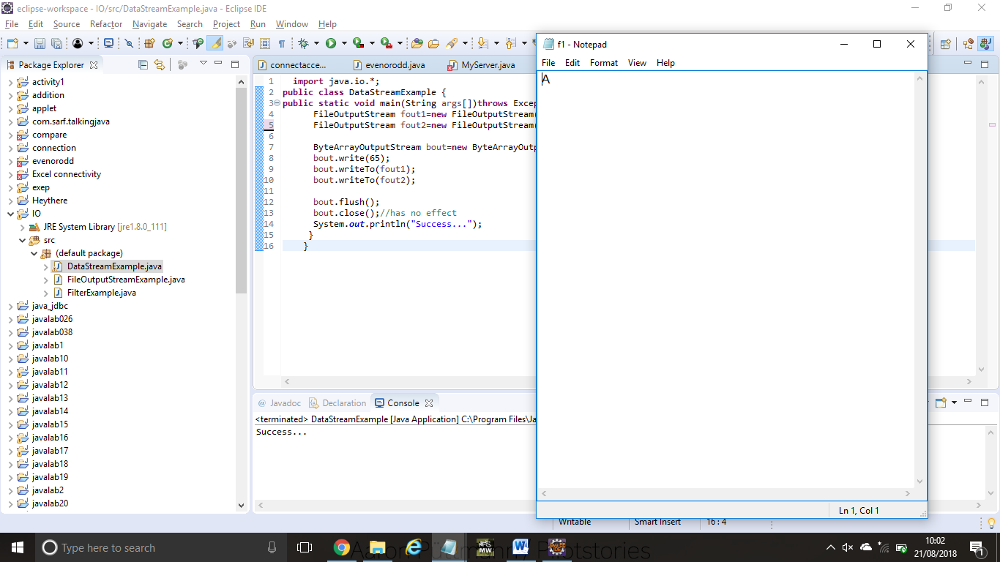 eclipse-workspace - IO/src/DataStreamExample.java - Eclipse IDE
File Edit Source Refactor Navigate Search Project Run Window Help
Package Explorer
activity1
addition
applet
com.sarf.talkingjava
compare
connection
evenorodd
Excel connectivity
exep
Heythere
IO
JRE System Library [jre1.8.0_111]
src
(default package)
DataStreamExample.java
FileOutputStreamExample.java
FilterExample.java
java_jdbc
javalab026
javalab038
javalab1
javalab10
javalab11
javalab12
javalab13
javalab14
javalab15
javalab16
javalab17
javalab18
javalab19
javalab2
javalab20
connectacce... evenorodd.java MyServer.java
1 import java.io.*;
2 public class DataStreamExample {
3 public static void main(String args[])throws Excep
4 FileOutputStream fout1=new FileOutputStream(
5 FileOutputStream fout2=new FileOutputStream(
6
7 ByteArrayOutputStream bout=new ByteArrayOutp
8 bout.write(65);
9 bout.writeTo(fout1);
10 bout.writeTo(fout2);
11
12 bout.flush();
13 bout.close();//has no effect
14 System.out.println("Success...");
15 }
16 }
@ Javadoc Declaration Console
<terminated> DataStreamExample [Java Application] C:\Program Files\Ja
Success...
f1 - Notepad
File Edit Format View Help
A
Ln 1, Col 1
Writable Smart Insert 16 : 4
Type here to search
10:02
21/08/2018